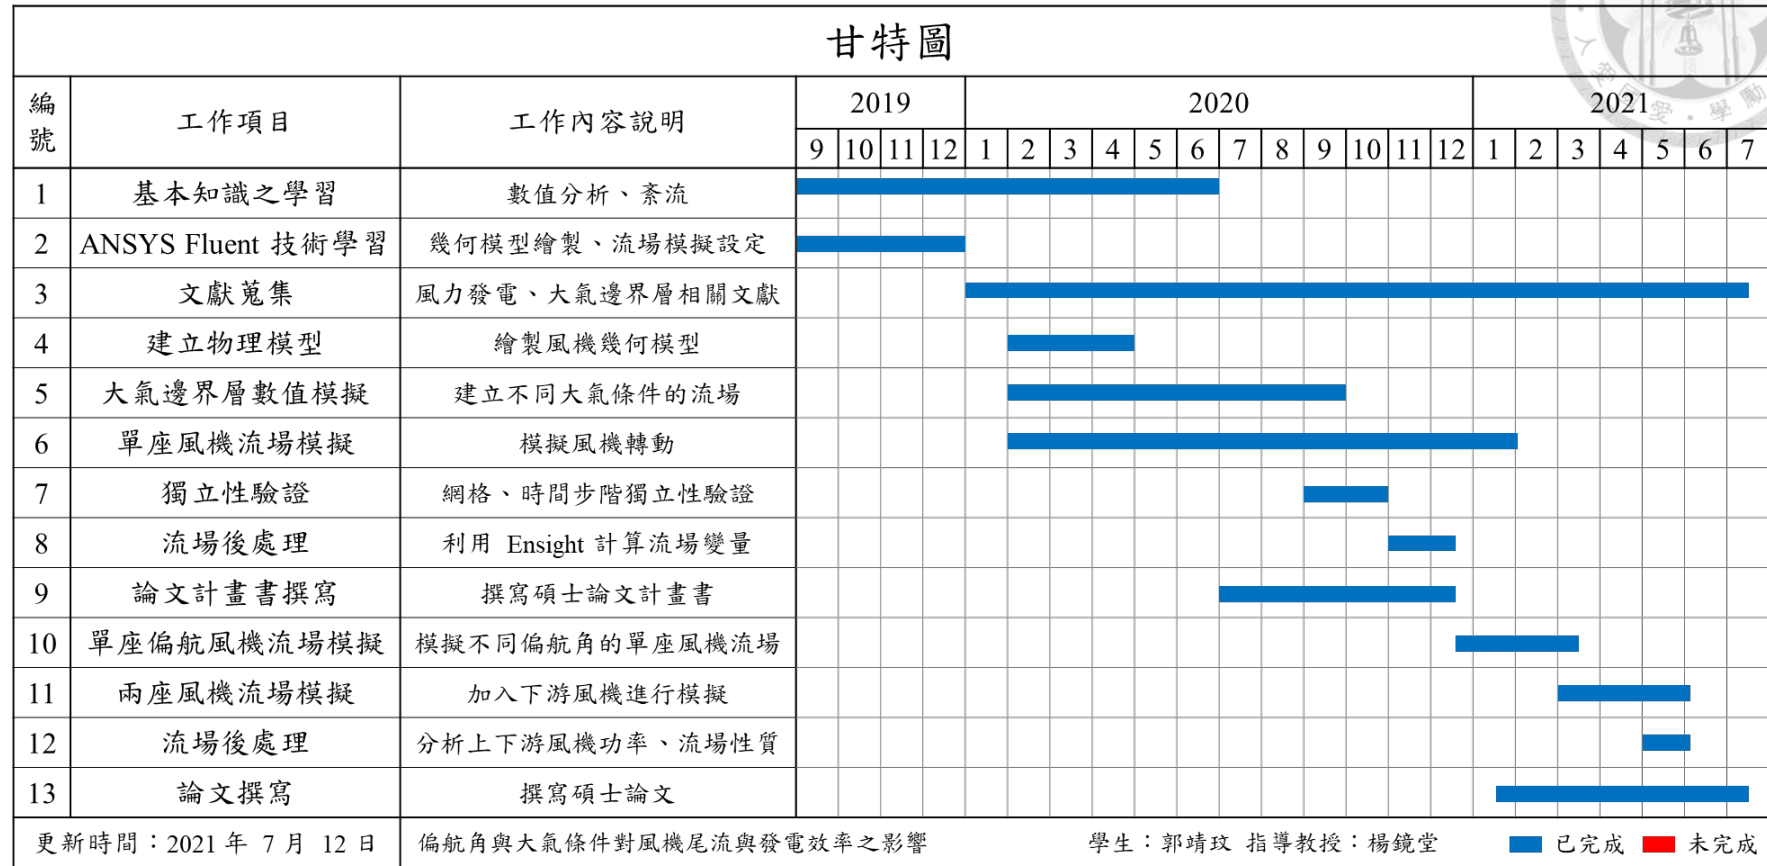 甘特圖
編號 工作項目 工作內容說明 2019 2020 2021
9 10 11 12 1 2 3 4 5 6 7 8 9 10 11 12 1 2 3 4 5 6 7
1 基本知識之學習 數值分析、紊流
2 ANSYS Fluent 技術學習 幾何模型繪製、流場模擬設定
3 文獻蒐集 風力發電、大氣邊界層相關文獻
4 建立物理模型 繪製風機幾何模型
5 大氣邊界層數值模擬 建立不同大氣條件的流場
6 單座風機流場模擬 模擬風機轉動
7 獨立性驗證 網格、時間步階獨立性驗證
8 流場後處理 利用 Ensight 計算流場變量
9 論文計畫書撰寫 撰寫碩士論文計畫書
10 單座偏航風機流場模擬 模擬不同偏航角的單座風機流場
11 兩座風機流場模擬 加入下游風機進行模擬
12 流場後處理 分析上下游風機功率、流場性質
13 論文撰寫 撰寫碩士論文
更新時間：2021 年 7 月 12 日 偏航角與大氣條件對風機尾流與發電效率之影響 學生：郭靖玟 指導教授：楊鏡堂 已完成 未完成